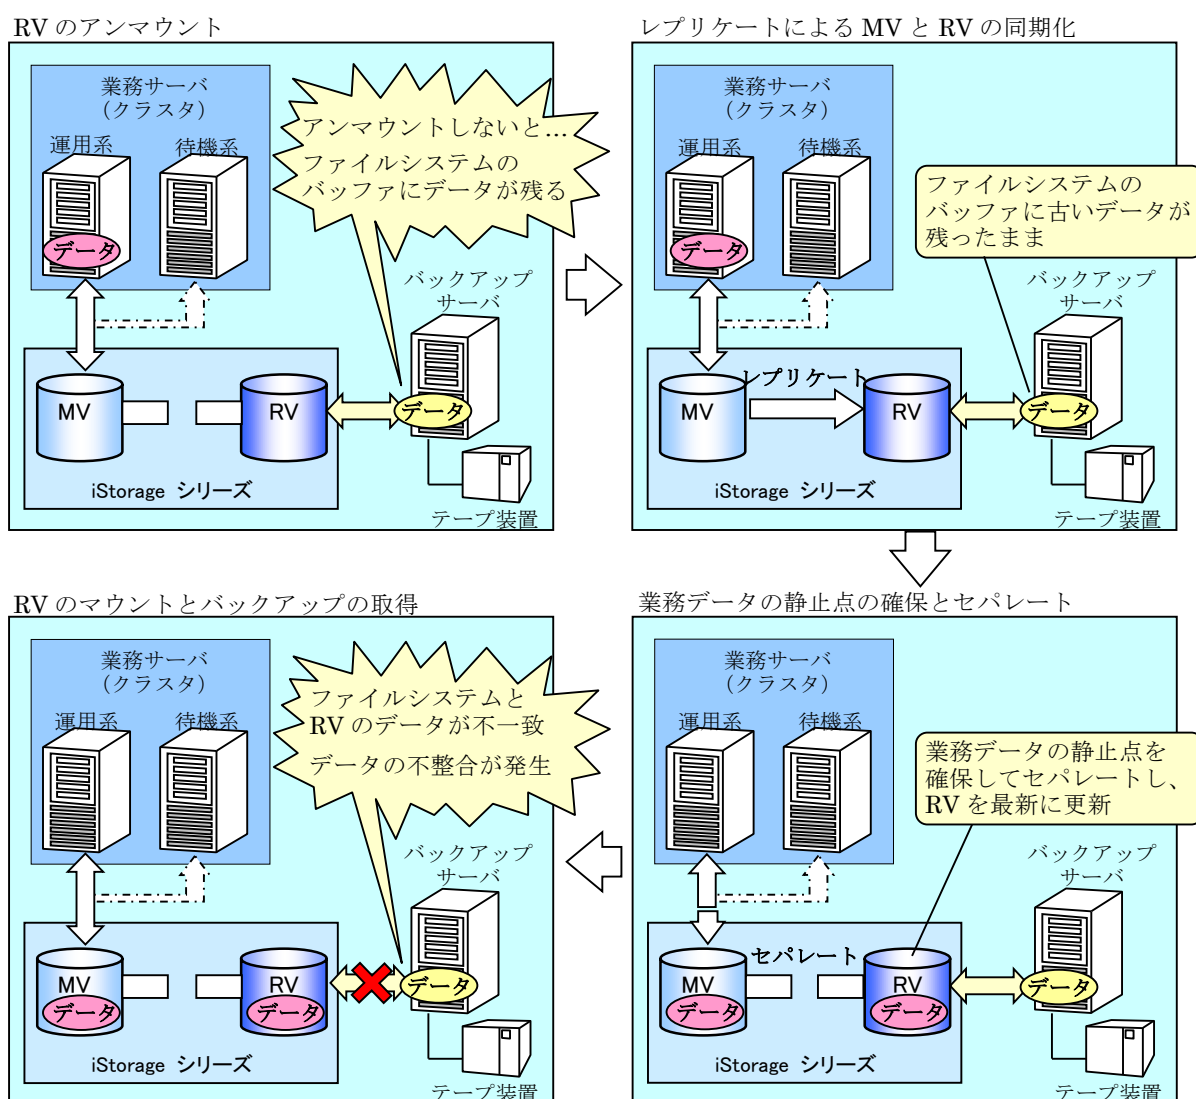 RV のアンマウント
業務サーバ
（クラスタ）
運用系
待機系
データ
アンマウントしないと…
ファイルシステムの
バッファにデータが残る
バックアップ
サーバ
MV
RV
データ
iStorage シリーズ
テープ装置
レプリケートによる MV と RV の同期化
業務サーバ
（クラスタ）
運用系
待機系
データ
ファイルシステムの
バッファに古いデータが
残ったまま
バックアップ
サーバ
レプリケート
MV
RV
データ
iStorage シリーズ
テープ装置
業務データの静止点の確保とセパレート
業務サーバ
（クラスタ）
運用系
待機系
業務データの静止点を
確保してセパレートし、
RV を最新に更新
バックアップ
サーバ
セパレート
MV
データ
RV
データ
データ
iStorage シリーズ
テープ装置
RV のマウントとバックアップの取得
業務サーバ
（クラスタ）
運用系
待機系
ファイルシステムと
RV のデータが不一致
データの不整合が発生
バックアップ
サーバ
MV
データ
RV
データ
データ
iStorage シリーズ
テープ装置